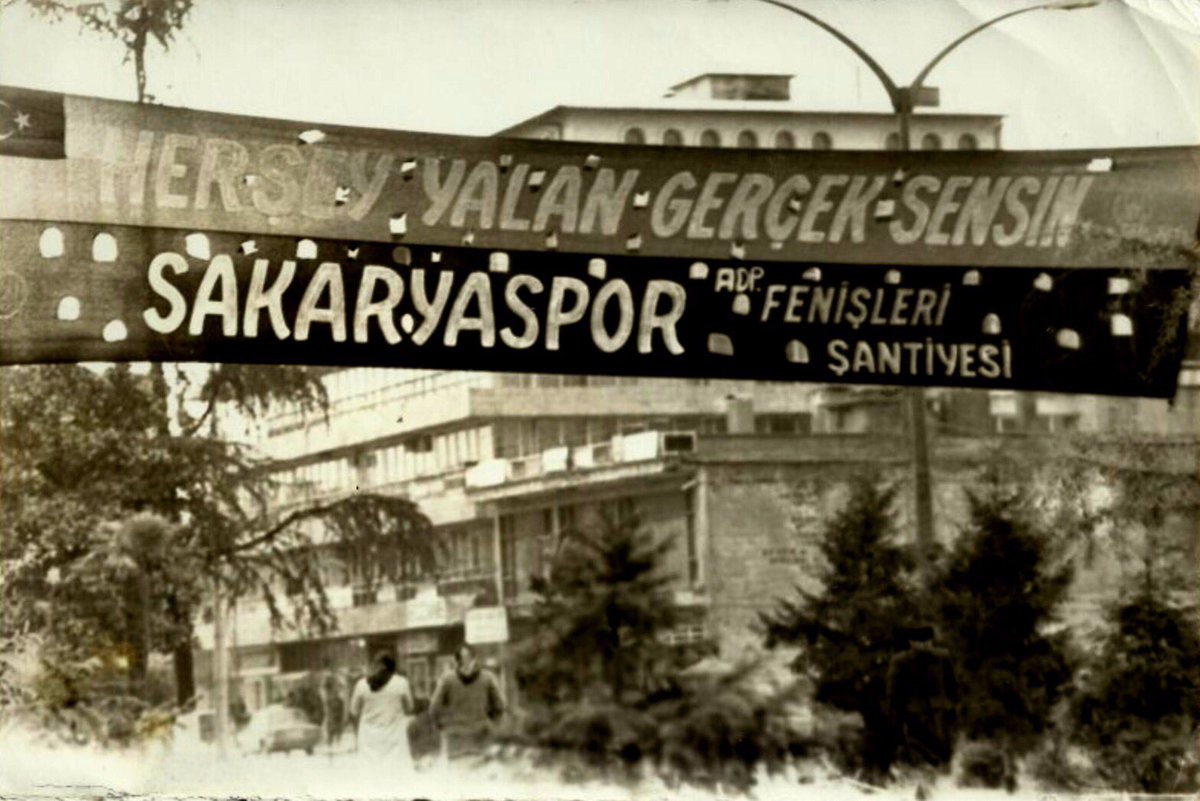 HERŞEY YALAN GERÇEK SENSİN
SAKARYASPOR
ADP. FENİŞLERİ
ŞANTİYESİ